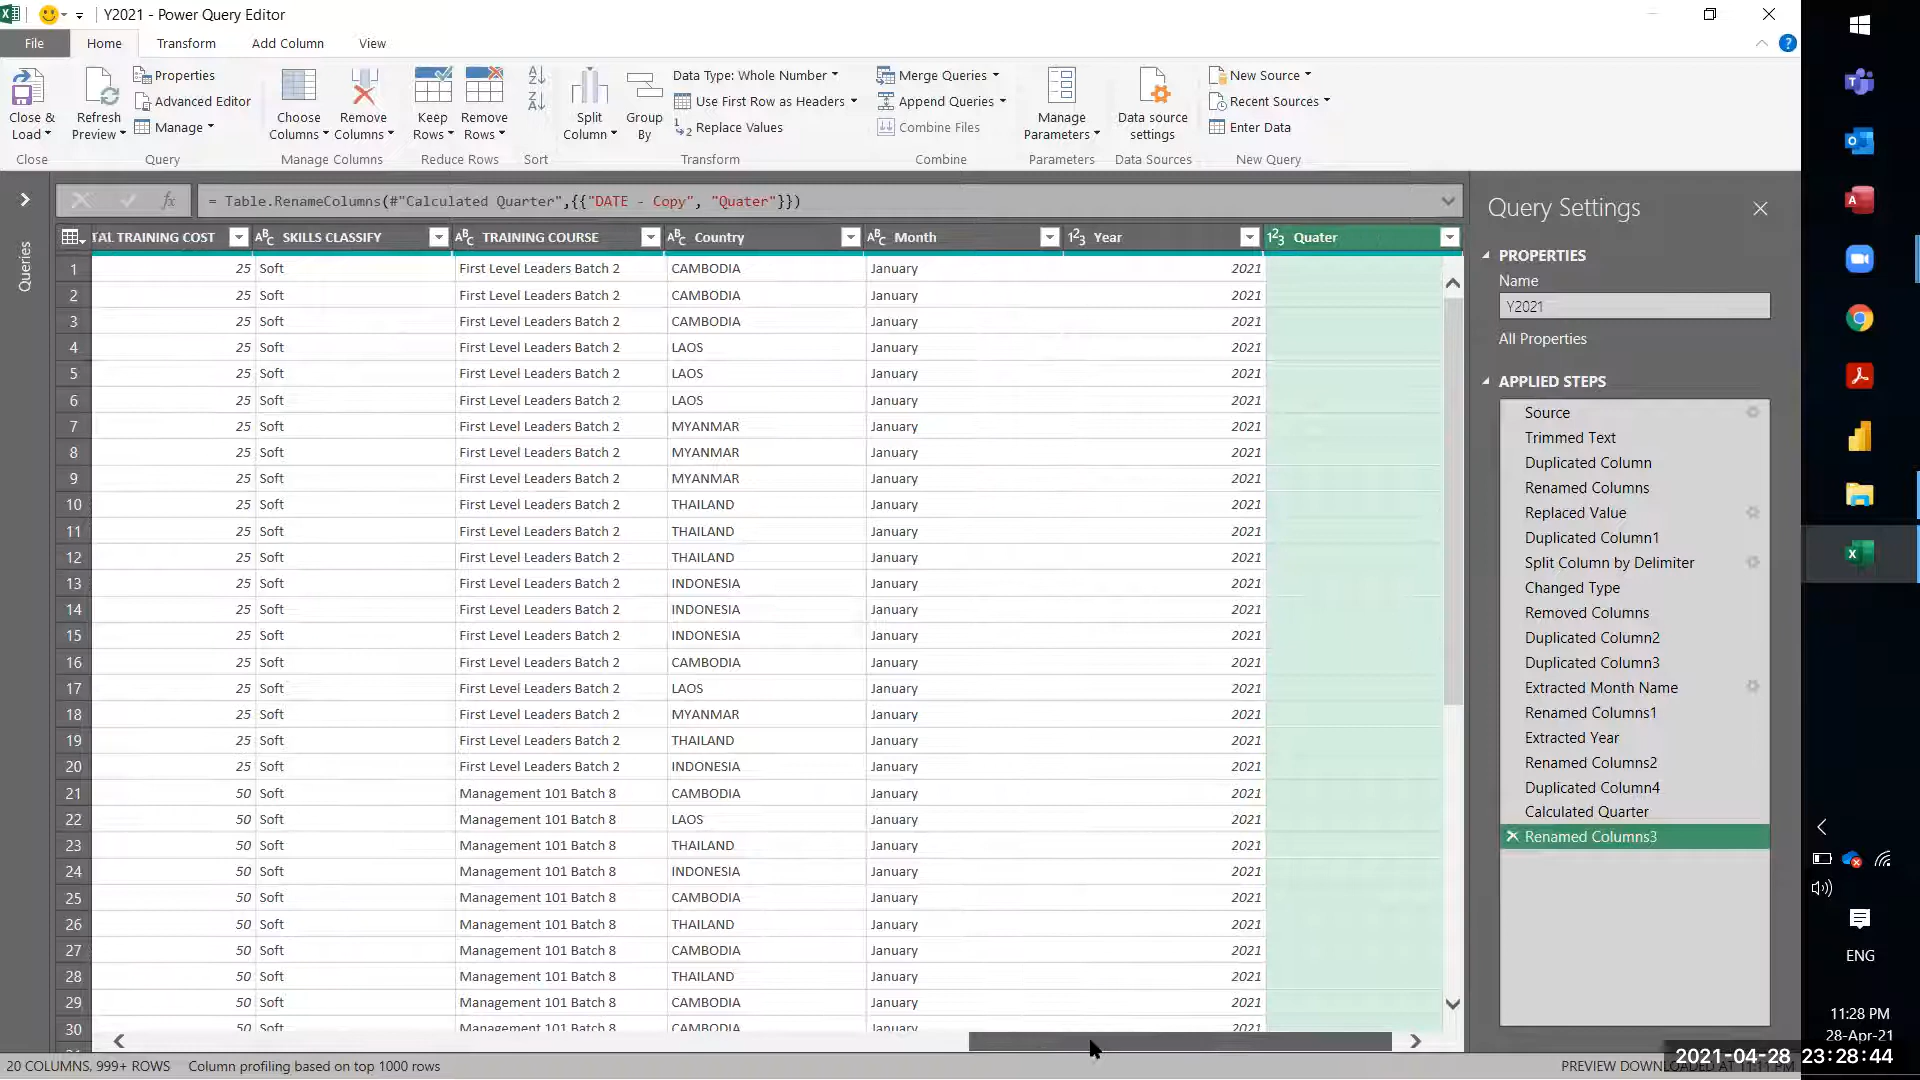 Y2021 - Power Query Editor
File Home Transform Add Column View
Close & Load
Close
Refresh Preview
Properties
Advanced Editor
Manage
Query
Choose Columns
Remove Columns
Manage Columns
Keep Rows
Remove Rows
Reduce Rows
Sort
Split Column
Group By
Data Type: Whole Number
Use First Row as Headers
Replace Values
Transform
Merge Queries
Append Queries
Combine Files
Combine
Manage Parameters
Parameters
Data source settings
Data Sources
New Source
Recent Sources
Enter Data
New Query
Queries
= Table.RenameColumns(#"Calculated Quarter",{{"DATE - Copy", "Quater"}})
TAL TRAINING COST SKILLS CLASSIFY TRAINING COURSE Country Month Year Quater
1 25 Soft First Level Leaders Batch 2 CAMBODIA January 2021
2 25 Soft First Level Leaders Batch 2 CAMBODIA January 2021
3 25 Soft First Level Leaders Batch 2 CAMBODIA January 2021
4 25 Soft First Level Leaders Batch 2 LAOS January 2021
5 25 Soft First Level Leaders Batch 2 LAOS January 2021
6 25 Soft First Level Leaders Batch 2 LAOS January 2021
7 25 Soft First Level Leaders Batch 2 MYANMAR January 2021
8 25 Soft First Level Leaders Batch 2 MYANMAR January 2021
9 25 Soft First Level Leaders Batch 2 MYANMAR January 2021
10 25 Soft First Level Leaders Batch 2 THAILAND January 2021
11 25 Soft First Level Leaders Batch 2 THAILAND January 2021
12 25 Soft First Level Leaders Batch 2 THAILAND January 2021
13 25 Soft First Level Leaders Batch 2 INDONESIA January 2021
14 25 Soft First Level Leaders Batch 2 INDONESIA January 2021
15 25 Soft First Level Leaders Batch 2 INDONESIA January 2021
16 25 Soft First Level Leaders Batch 2 CAMBODIA January 2021
17 25 Soft First Level Leaders Batch 2 LAOS January 2021
18 25 Soft First Level Leaders Batch 2 MYANMAR January 2021
19 25 Soft First Level Leaders Batch 2 THAILAND January 2021
20 25 Soft First Level Leaders Batch 2 INDONESIA January 2021
21 50 Soft Management 101 Batch 8 CAMBODIA January 2021
22 50 Soft Management 101 Batch 8 LAOS January 2021
23 50 Soft Management 101 Batch 8 THAILAND January 2021
24 50 Soft Management 101 Batch 8 INDONESIA January 2021
25 50 Soft Management 101 Batch 8 CAMBODIA January 2021
26 50 Soft Management 101 Batch 8 THAILAND January 2021
27 50 Soft Management 101 Batch 8 CAMBODIA January 2021
28 50 Soft Management 101 Batch 8 THAILAND January 2021
29 50 Soft Management 101 Batch 8 CAMBODIA January 2021
30 50 Soft Management 101 Batch 8 CAMBODIA January 2021
Query Settings
PROPERTIES
Name
Y2021
All Properties
APPLIED STEPS
Source
Trimmed Text
Duplicated Column
Renamed Columns
Replaced Value
Duplicated Column1
Split Column by Delimiter
Changed Type
Removed Columns
Duplicated Column2
Duplicated Column3
Extracted Month Name
Renamed Columns1
Extracted Year
Renamed Columns2
Duplicated Column4
Calculated Quarter
Renamed Columns3
20 COLUMNS, 999+ ROWS Column profiling based on top 1000 rows
PREVIEW DOWNLOADED AT 11:11 PM
ENG
11:28 PM
28-Apr-21
2021-04-28 23:28:44